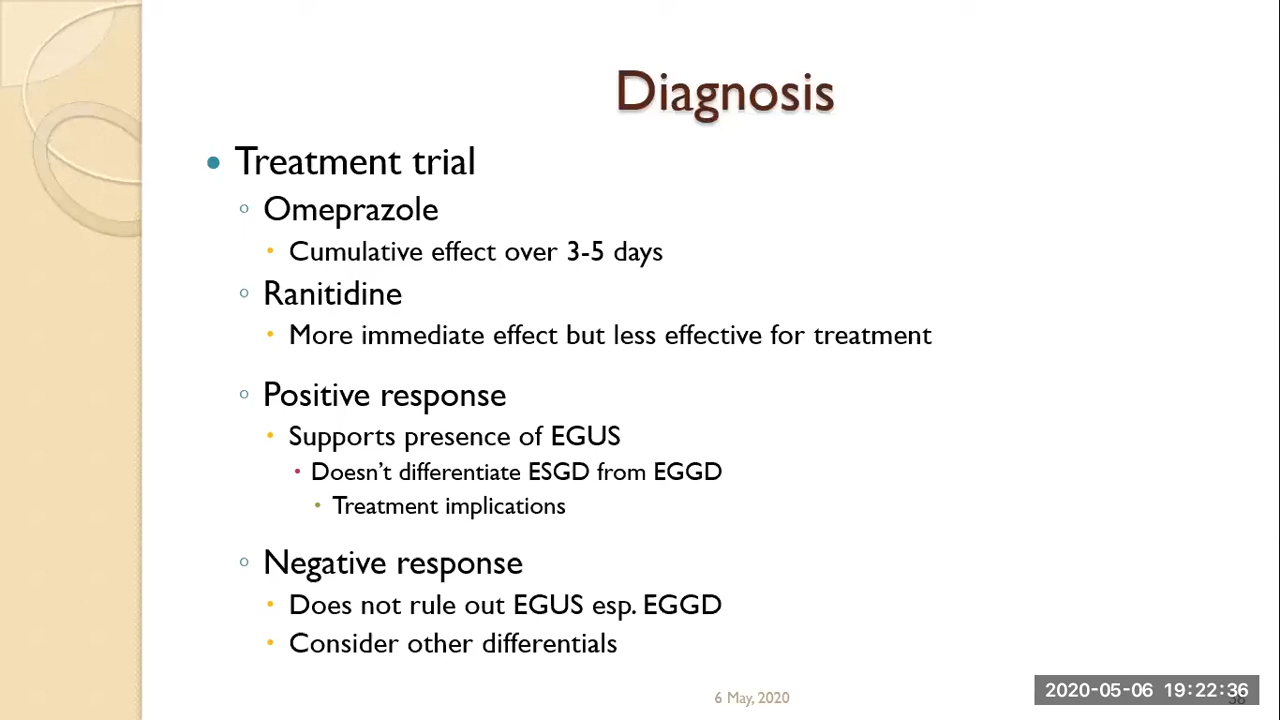 Diagnosis
Treatment trial
Omeprazole
Cumulative effect over 3-5 days
Ranitidine
More immediate effect but less effective for treatment
Positive response
Supports presence of EGUS
Doesn't differentiate ESGD from EGGD
Treatment implications
Negative response
Does not rule out EGUS esp. EGGD
Consider other differentials
6 May, 2020
2020-05-06 19:22:36